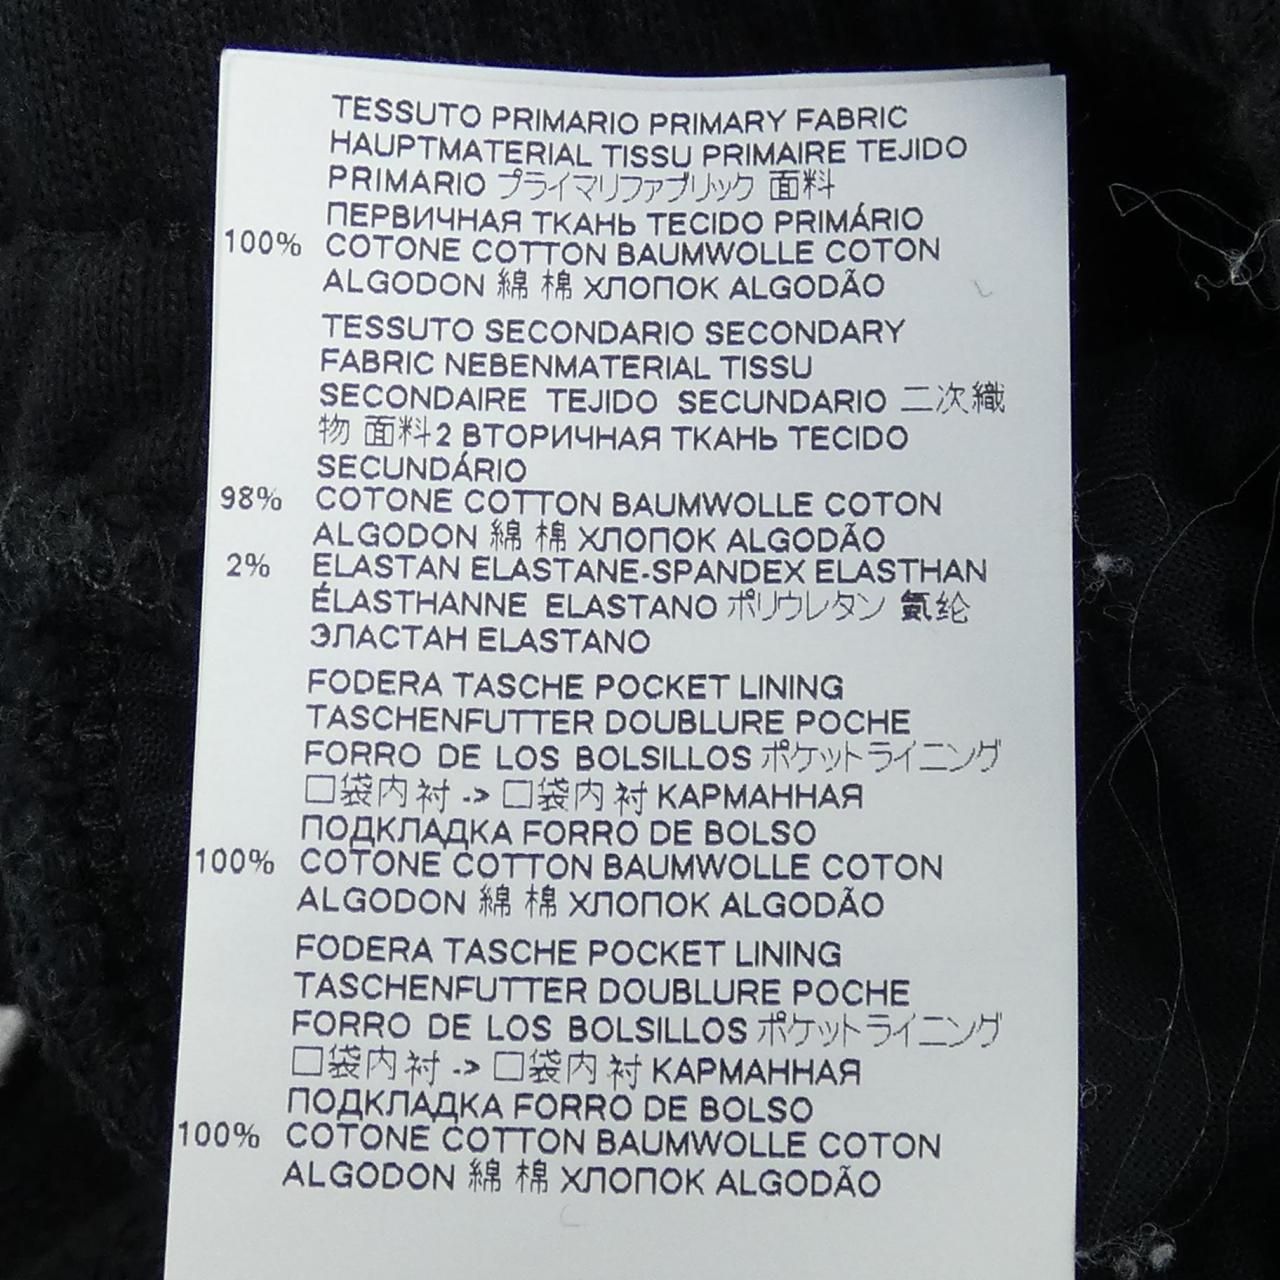 TESSUTO PRIMARIO PRIMARY FABRIC
HAUPTMATERIAL TISSU PRIMAIRE TEJIDO
PRIMARIO プライマリファブリック 面料
ПЕРВИЧНАЯ ТКАНЬ TECIDO PRIMÁRIO
100% COTONE COTTON BAUMWOLLE COTON
ALGODON 綿 棉 ХЛОПОК ALGODÃO
TESSUTO SECONDARIO SECONDARY
FABRIC NEBENMATERIAL TISSU
SECONDAIRE TEJIDO SECUNDARIO 二次織
物 面料2 ВТОРИЧНАЯ ТКАНЬ TECIDO
SECUNDÁRIO
98% COTONE COTTON BAUMWOLLE COTON
ALGODON 綿 棉 ХЛОПОК ALGODÃO
2% ELASTAN ELASTANE-SPANDEX ELASTHAN
ÉLASTHANNE ELASTANO ポリウレタン 氨纶
ЭЛАСТАН ELASTANO
FODERA TASCHE POCKET LINING
TASCHENFUTTER DOUBLURE POCHE
FORRO DE LOS BOLSILLOS ポケットライニング
口袋内衬 -> 口袋内衬 КАРМАННАЯ
ПОДКЛАДКА FORRO DE BOLSO
100% COTONE COTTON BAUMWOLLE COTON
ALGODON 綿 棉 ХЛОПОК ALGODÃO
FODERA TASCHE POCKET LINING
TASCHENFUTTER DOUBLURE POCHE
FORRO DE LOS BOLSILLOS ポケットライニング
口袋内衬 -> 口袋内衬 КАРМАННАЯ
ПОДКЛАДКА FORRO DE BOLSO
100% COTONE COTTON BAUMWOLLE COTON
ALGODON 綿 棉 ХЛОПОК ALGODÃO